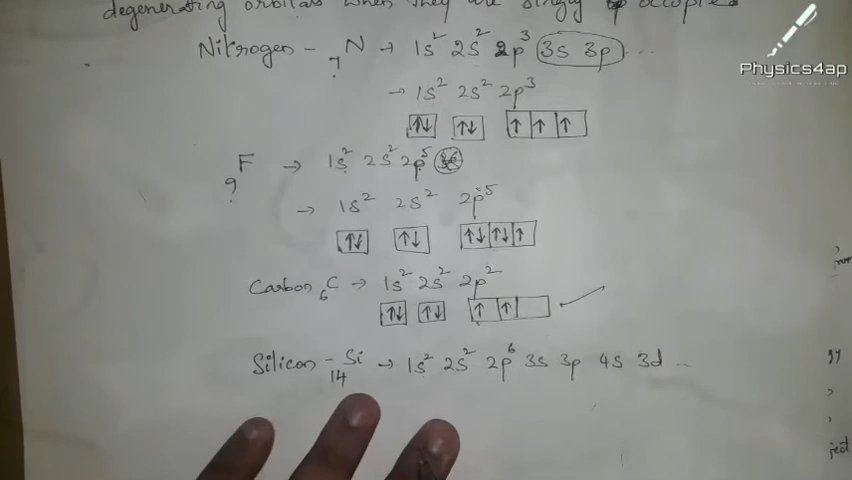 degenerating orbitals when they are singly occupied
Physics4ap
Nitrogen - ₇N → 1s² 2s² 2p³ 3s 3p ...
→ 1s² 2s² 2p³
↑↓ ↑↓ ↑ ↑ ↑
₉F → 1s² 2s² 2p⁵
→ 1s² 2s² 2p⁵
↑↓ ↑↓ ↑↓ ↑↓ ↑
Carbon ₆C → 1s² 2s² 2p²
↑↓ ↑↓ ↑ ↑
Silicon - ₁₄Si → 1s² 2s² 2p⁶ 3s 3p 4s 3d ...